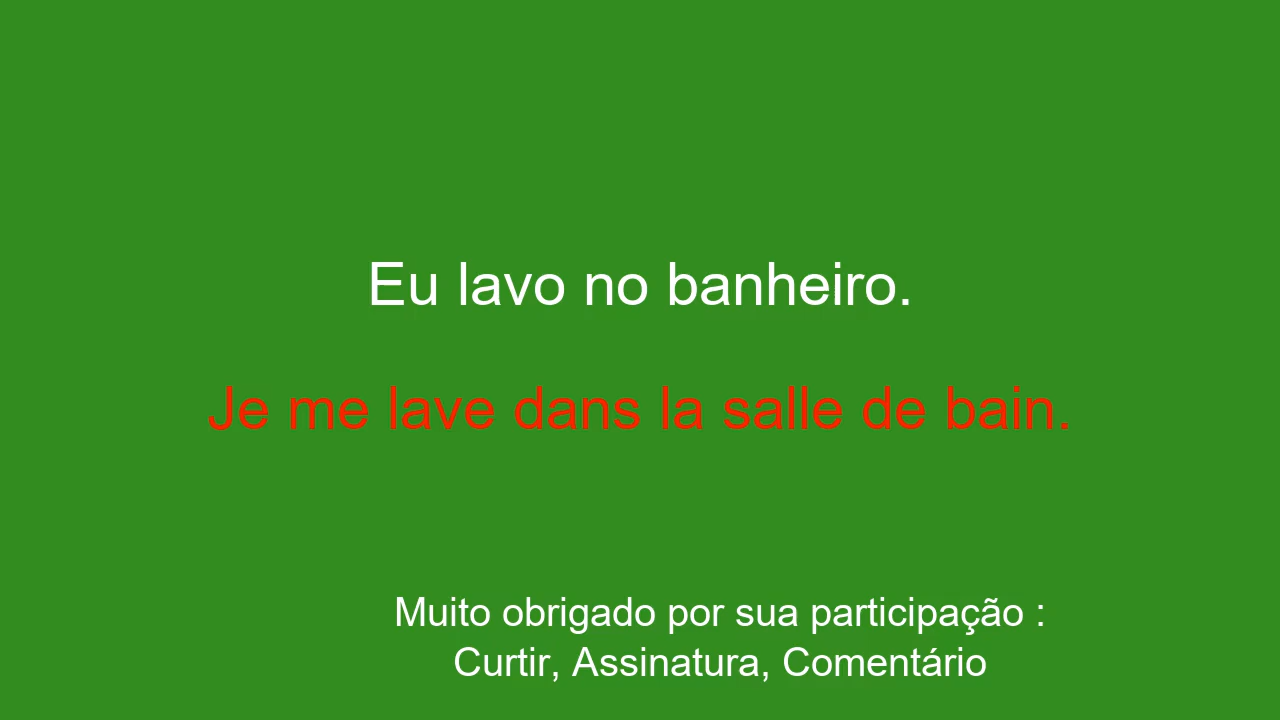 Eu lavo no banheiro.
Je me lave dans la salle de bain.
Muito obrigado por sua participação :
Curtir, Assinatura, Comentário